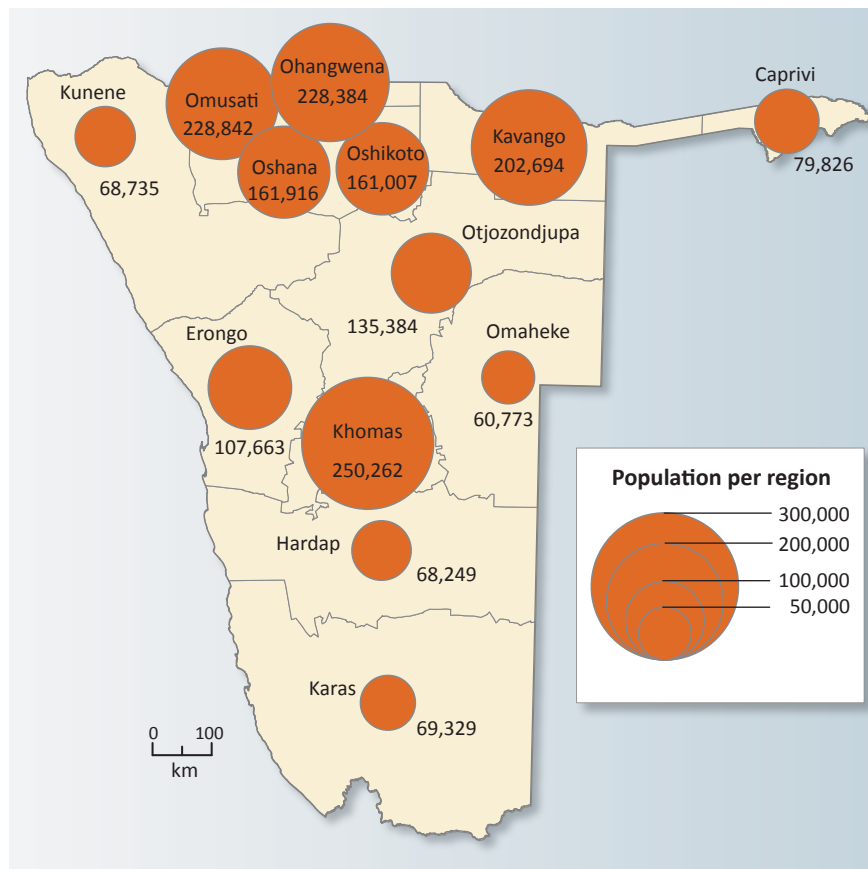 Kunene
68,735
Omusati
228,842
Ohangwena
228,384
Oshana
161,916
Oshikoto
161,007
Kavango
202,694
Caprivi
79,826
Otjozondjupa
135,384
Erongo
107,663
Omaheke
60,773
Khomas
250,262
Hardap
68,249
Karas
69,329
0 100
km
Population per region
300,000
200,000
100,000
50,000